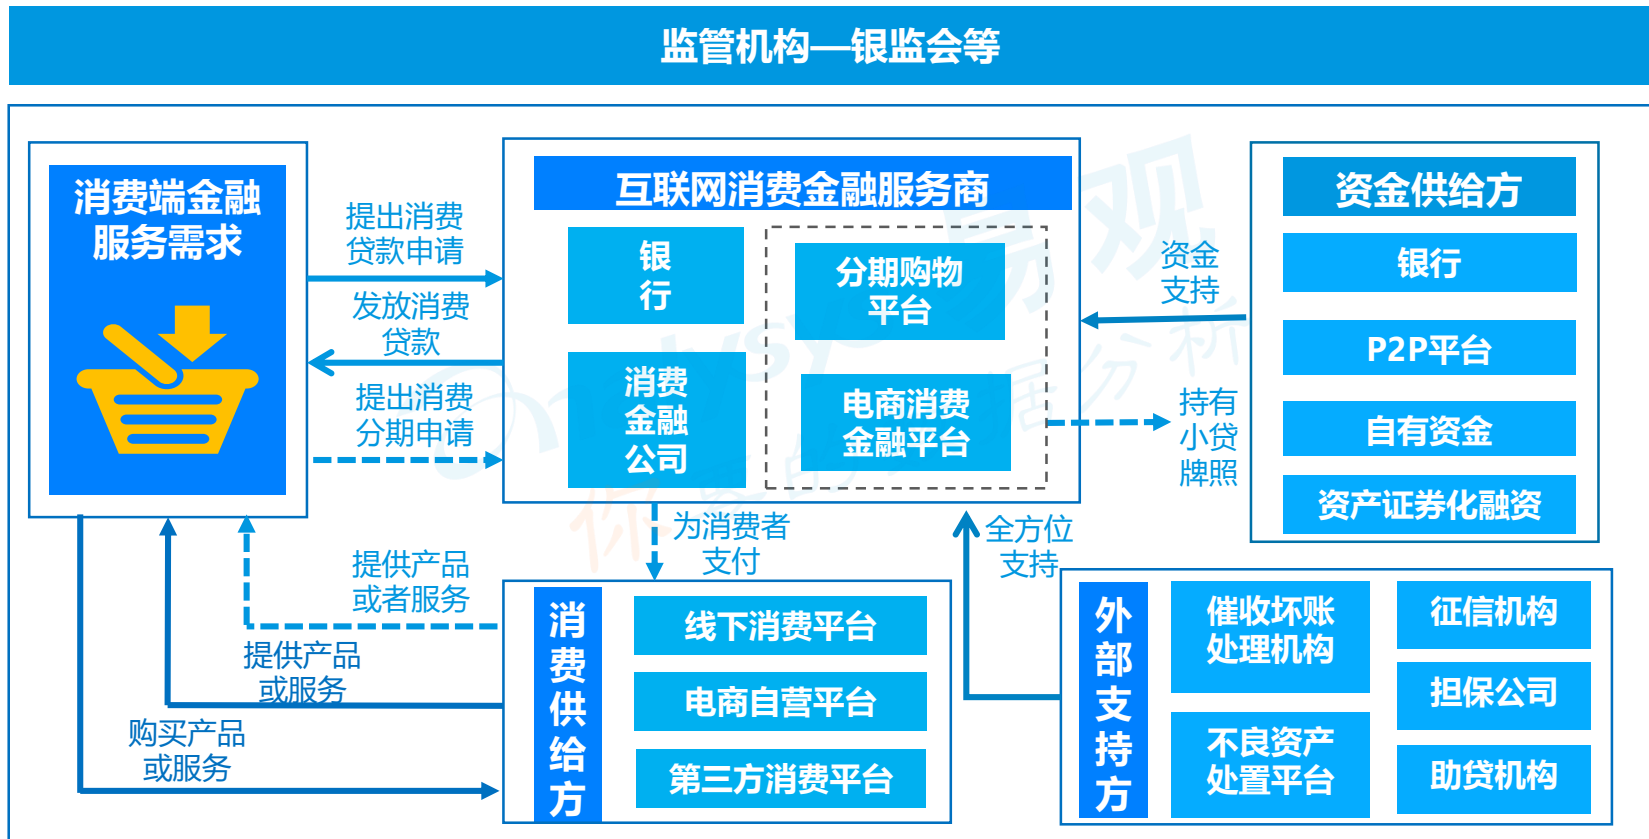 监管机构—银监会等
消费端金融
服务需求
提出消费
贷款申请
发放消费
贷款
提出消费
分期申请
互联网消费金融服务商
银
行
消费
金融
公司
分期购物
平台
电商消费
金融平台
资金
支持
持有
小贷
牌照
资金供给方
银行
P2P平台
自有资金
资产证券化融资
为消费者
支付
全方位
支持
提供产品
或者服务
提供产品
或服务
购买产品
或服务
消
费
供
给
方
线下消费平台
电商自营平台
第三方消费平台
外
部
支
持
方
催收坏账
处理机构
不良资产
处置平台
征信机构
担保公司
助贷机构
易观